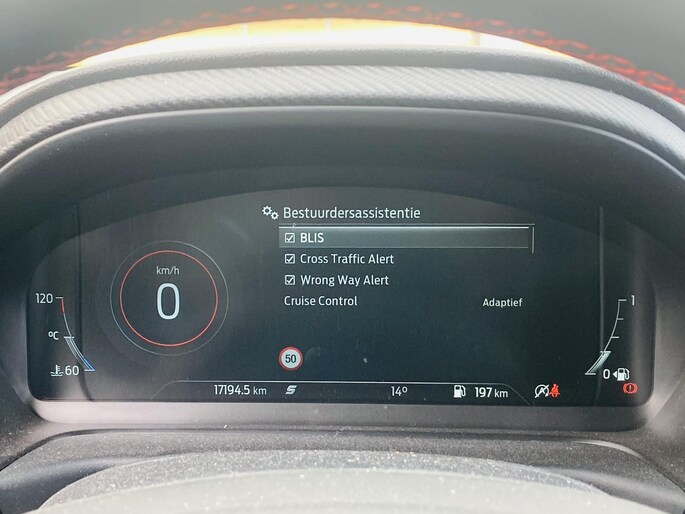 Bestuurdersassistentie
BLIS
Cross Traffic Alert
Wrong Way Alert
Cruise Control Adaptief
km/h
0
120
°C
60
1
0
50
17194.5 km S 14° 197 km